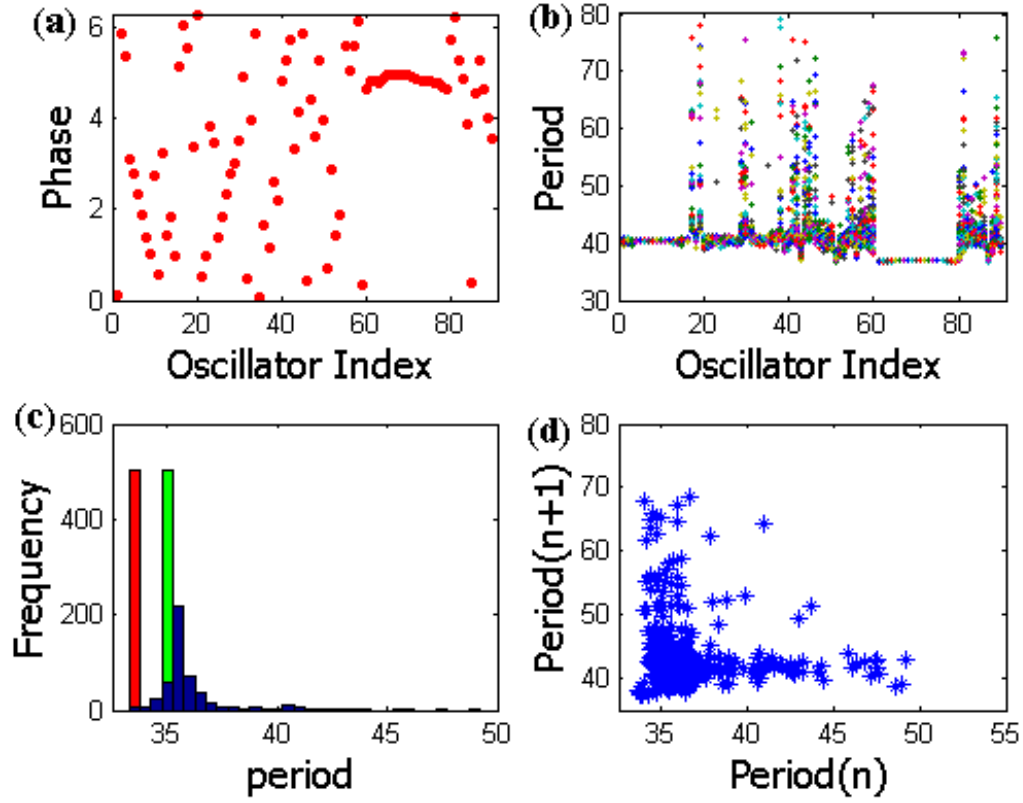 (a)
6
4
2
0
Phase
0 20 40 60 80
Oscillator Index
(b)
80
70
60
50
40
30
Period
0 20 40 60 80
Oscillator Index
(c)
600
400
200
0
Frequency
35 40 45 50
period
(d)
80
70
60
50
40
Period(n+1)
35 40 45 50 55
Period(n)